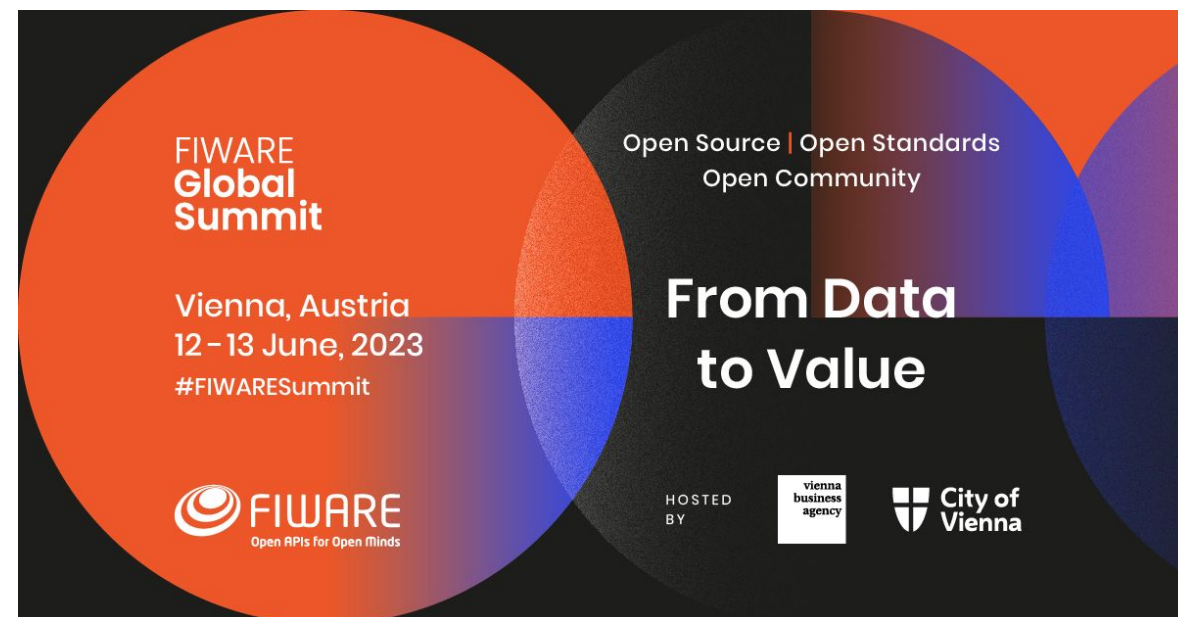 FIWARE
Global
Summit
Vienna, Austria
12 – 13 June, 2023
#FIWARESummit
FIWARE
Open APIs for Open Minds
Open Source | Open Standards
Open Community
From Data
to Value
HOSTED
BY
vienna
business
agency
City of
Vienna